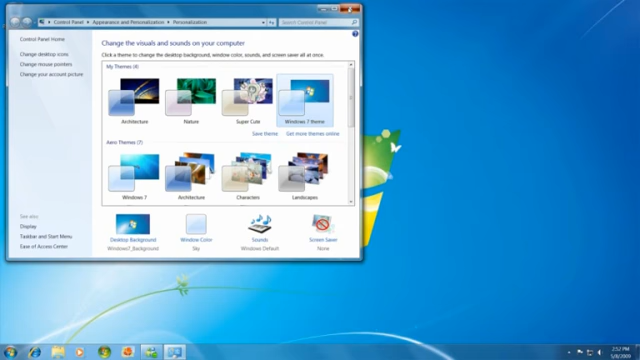 Control Panel ▸ Appearance and Personalization ▸ Personalization
Search Control Panel
Control Panel Home
Change desktop icons
Change mouse pointers
Change your account picture
Change the visuals and sounds on your computer
Click a theme to change the desktop background, window color, sounds, and screen saver all at once.
My Themes (4)
Architecture
Nature
Super Cute
Windows 7 theme
Save theme
Get more themes online
Aero Themes (7)
Windows 7
Architecture
Characters
Landscapes
See also
Display
Taskbar and Start Menu
Ease of Access Center
Desktop Background
Windows7_Background
Window Color
Sky
Sounds
Windows Default
Screen Saver
None
2:52 PM
5/8/2009